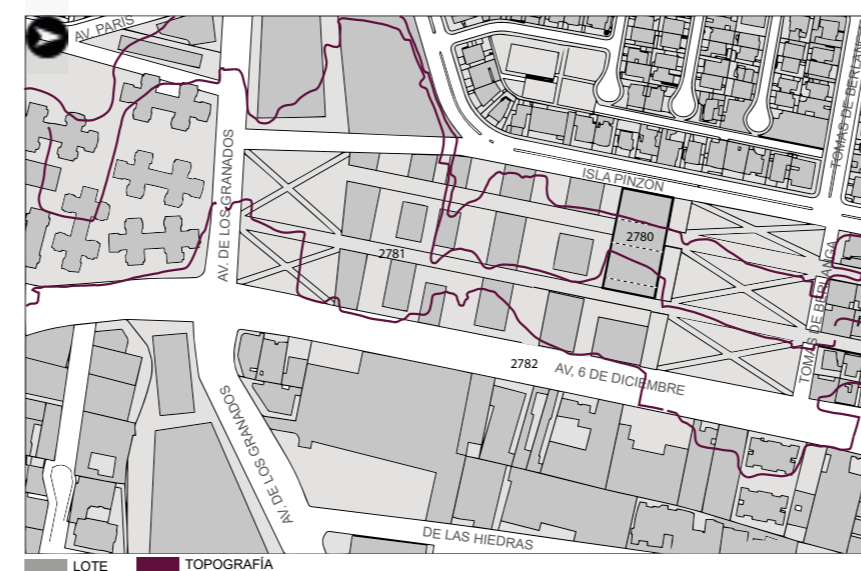 AV. PARIS
TOMAS DE BERLANGA
AV. DE LOS GRANADOS
ISLA PINZON
2780
2781
TOMAS DE BERLANGA
2782
AV, 6 DE DICIEMBRE
AV. DE LOS GRANADOS
DE LAS HIEDRAS
LOTE
TOPOGRAFÍA